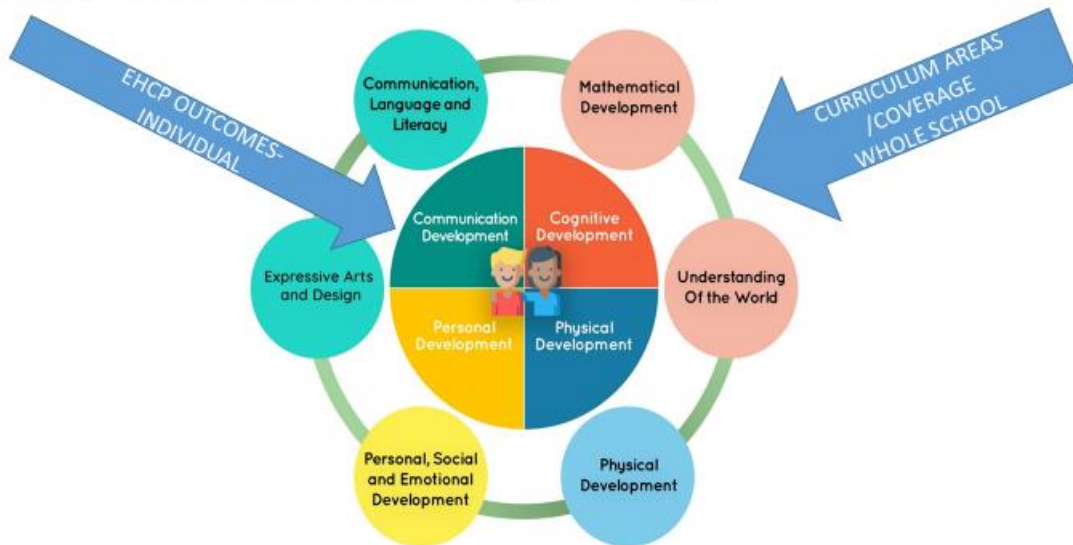 EHCP OUTCOMES-
INDIVIDUAL
CURRICULUM AREAS
/COVERAGE
WHOLE SCHOOL
Communication,
Language and
Literacy
Mathematical
Development
Communication
Development
Cognitive
Development
Expressive Arts
and Design
Understanding
Of the World
Personal
Development
Physical
Development
Personal, Social
and Emotional
Development
Physical
Development